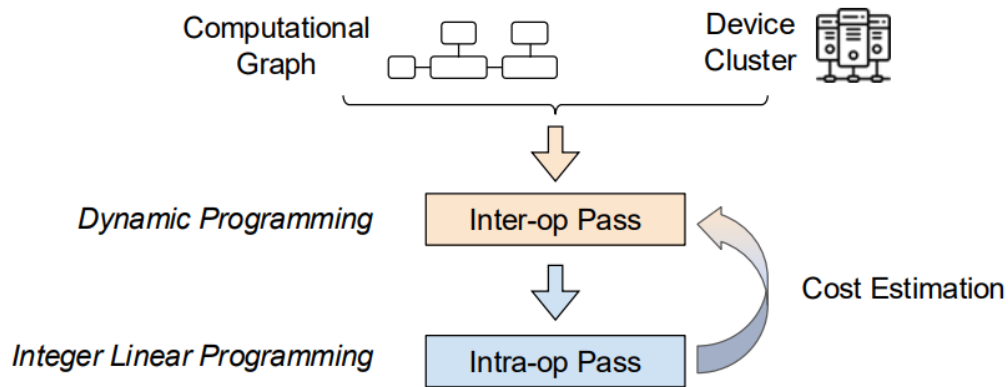 Computational
Graph
Device
Cluster
Dynamic Programming
Inter-op Pass
Cost Estimation
Integer Linear Programming
Intra-op Pass